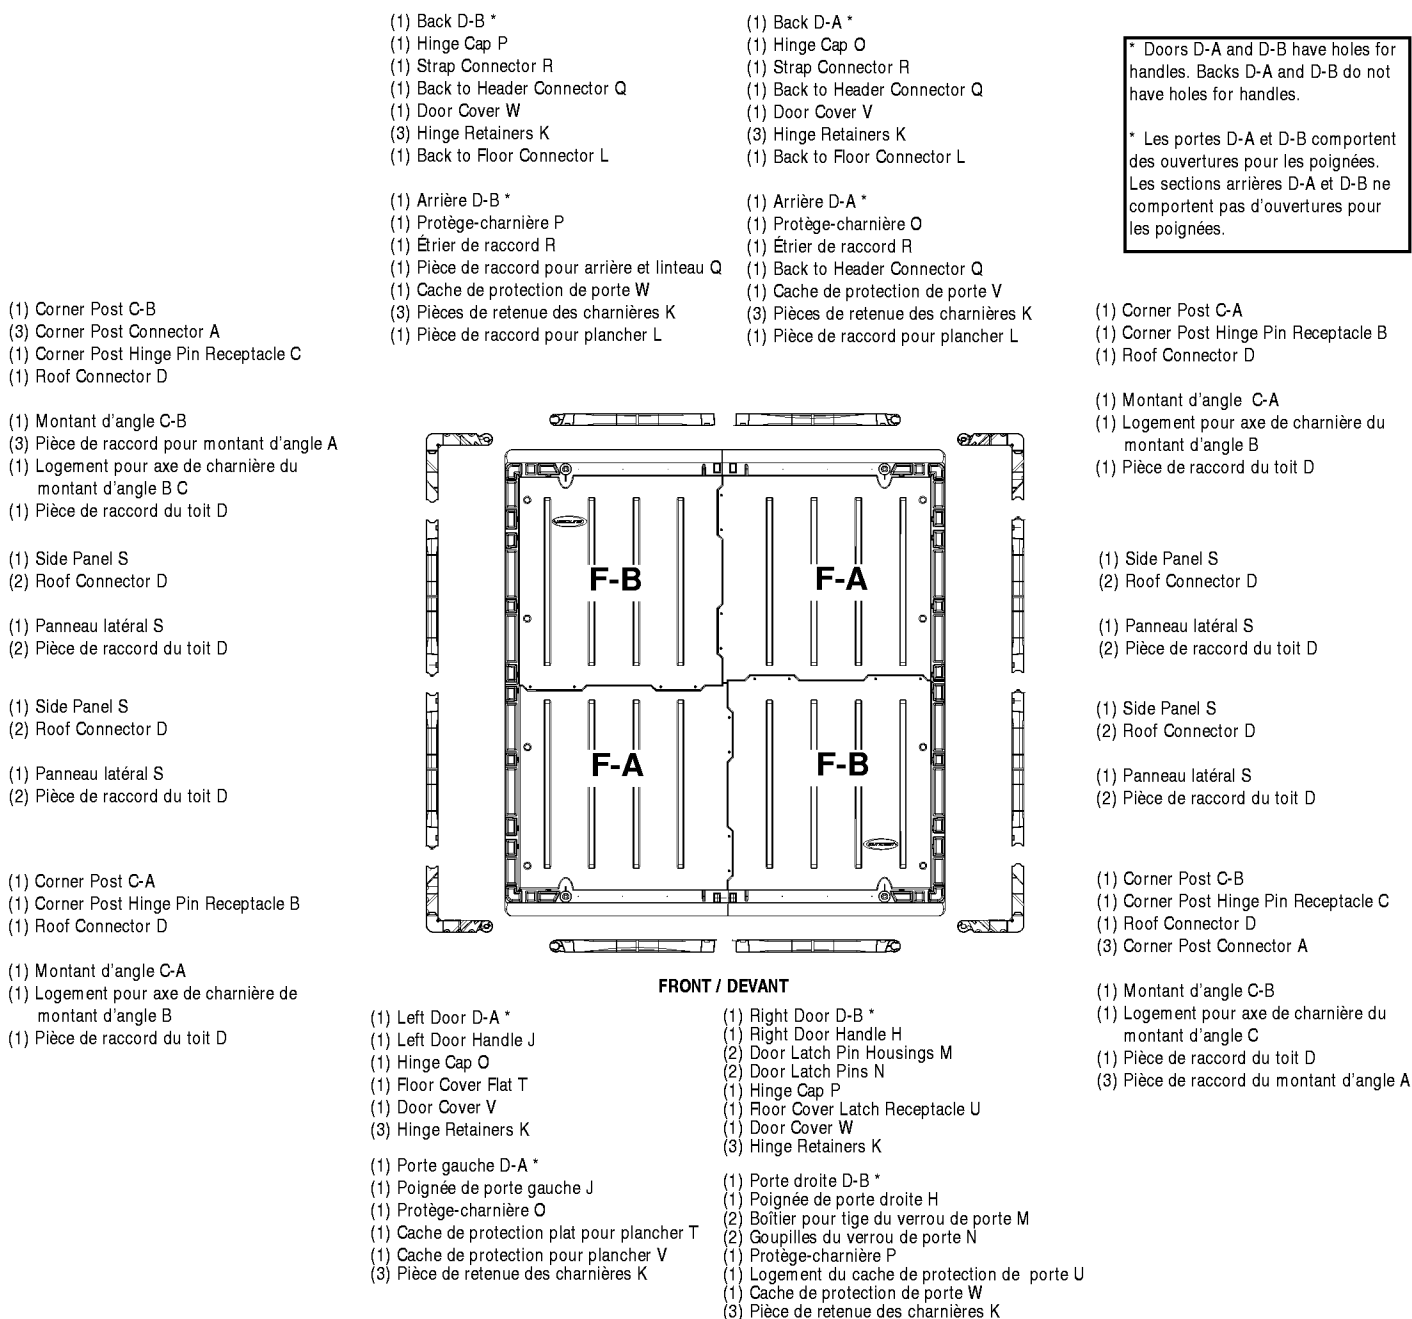 (1) Back D-B *
(1) Hinge Cap P
(1) Strap Connector R
(1) Back to Header Connector Q
(1) Door Cover W
(3) Hinge Retainers K
(1) Back to Floor Connector L
(1) Arrière D-B *
(1) Protège-charnière P
(1) Étrier de raccord R
(1) Pièce de raccord pour arrière et linteau Q
(1) Cache de protection de porte W
(3) Pièces de retenue des charnières K
(1) Pièce de raccord pour plancher L
(1) Back D-A *
(1) Hinge Cap O
(1) Strap Connector R
(1) Back to Header Connector Q
(1) Door Cover V
(3) Hinge Retainers K
(1) Back to Floor Connector L
(1) Arrière D-A *
(1) Protège-charnière O
(1) Étrier de raccord R
(1) Back to Header Connector Q
(1) Cache de protection de porte V
(3) Pièces de retenue des charnières K
(1) Pièce de raccord pour plancher L
* Doors D-A and D-B have holes for
handles. Backs D-A and D-B do not
have holes for handles.
* Les portes D-A et D-B comportent
des ouvertures pour les poignées.
Les sections arrières D-A et D-B ne
comportent pas d'ouvertures pour
les poignées.
(1) Corner Post C-B
(3) Corner Post Connector A
(1) Corner Post Hinge Pin Receptacle C
(1) Roof Connector D
(1) Montant d'angle C-B
(3) Pièce de raccord pour montant d'angle A
(1) Logement pour axe de charnière du
montant d'angle B C
(1) Pièce de raccord du toit D
(1) Side Panel S
(2) Roof Connector D
(1) Panneau latéral S
(2) Pièce de raccord du toit D
(1) Side Panel S
(2) Roof Connector D
(1) Panneau latéral S
(2) Pièce de raccord du toit D
(1) Corner Post C-A
(1) Corner Post Hinge Pin Receptacle B
(1) Roof Connector D
(1) Montant d'angle C-A
(1) Logement pour axe de charnière de
montant d'angle B
(1) Pièce de raccord du toit D
F-B
F-A
F-A
F-B
FRONT / DEVANT
(1) Corner Post C-A
(1) Corner Post Hinge Pin Receptacle B
(1) Roof Connector D
(1) Montant d'angle C-A
(1) Logement pour axe de charnière du
montant d'angle B
(1) Pièce de raccord du toit D
(1) Side Panel S
(2) Roof Connector D
(1) Panneau latéral S
(2) Pièce de raccord du toit D
(1) Side Panel S
(2) Roof Connector D
(1) Panneau latéral S
(2) Pièce de raccord du toit D
(1) Corner Post C-B
(1) Corner Post Hinge Pin Receptacle C
(1) Roof Connector D
(3) Corner Post Connector A
(1) Montant d'angle C-B
(1) Logement pour axe de charnière du
montant d'angle C
(1) Pièce de raccord du toit D
(3) Pièce de raccord du montant d'angle A
(1) Left Door D-A *
(1) Left Door Handle J
(1) Hinge Cap O
(1) Floor Cover Flat T
(1) Door Cover V
(3) Hinge Retainers K
(1) Porte gauche D-A *
(1) Poignée de porte gauche J
(1) Protège-charnière O
(1) Cache de protection plat pour plancher T
(1) Cache de protection pour plancher V
(3) Pièce de retenue des charnières K
(1) Right Door D-B *
(1) Right Door Handle H
(2) Door Latch Pin Housings M
(2) Door Latch Pins N
(1) Hinge Cap P
(1) Floor Cover Latch Receptacle U
(1) Door Cover W
(3) Hinge Retainers K
(1) Porte droite D-B *
(1) Poignée de porte droite H
(2) Boîtier pour tige du verrou de porte M
(2) Goupilles du verrou de porte N
(1) Protège-charnière P
(1) Logement du cache de protection de porte U
(1) Cache de protection de porte W
(3) Pièce de retenue des charnières K